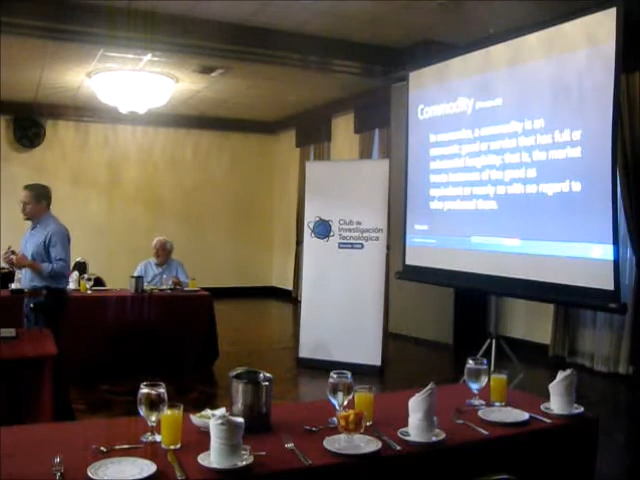 Commodity
In economics, a commodity is an
economic good or service that has full or
substantial fungibility: that is, the market
treats instances of the good as
equivalent or nearly so with no regard to
who produced them.
Club de
Investigación
Tecnológica